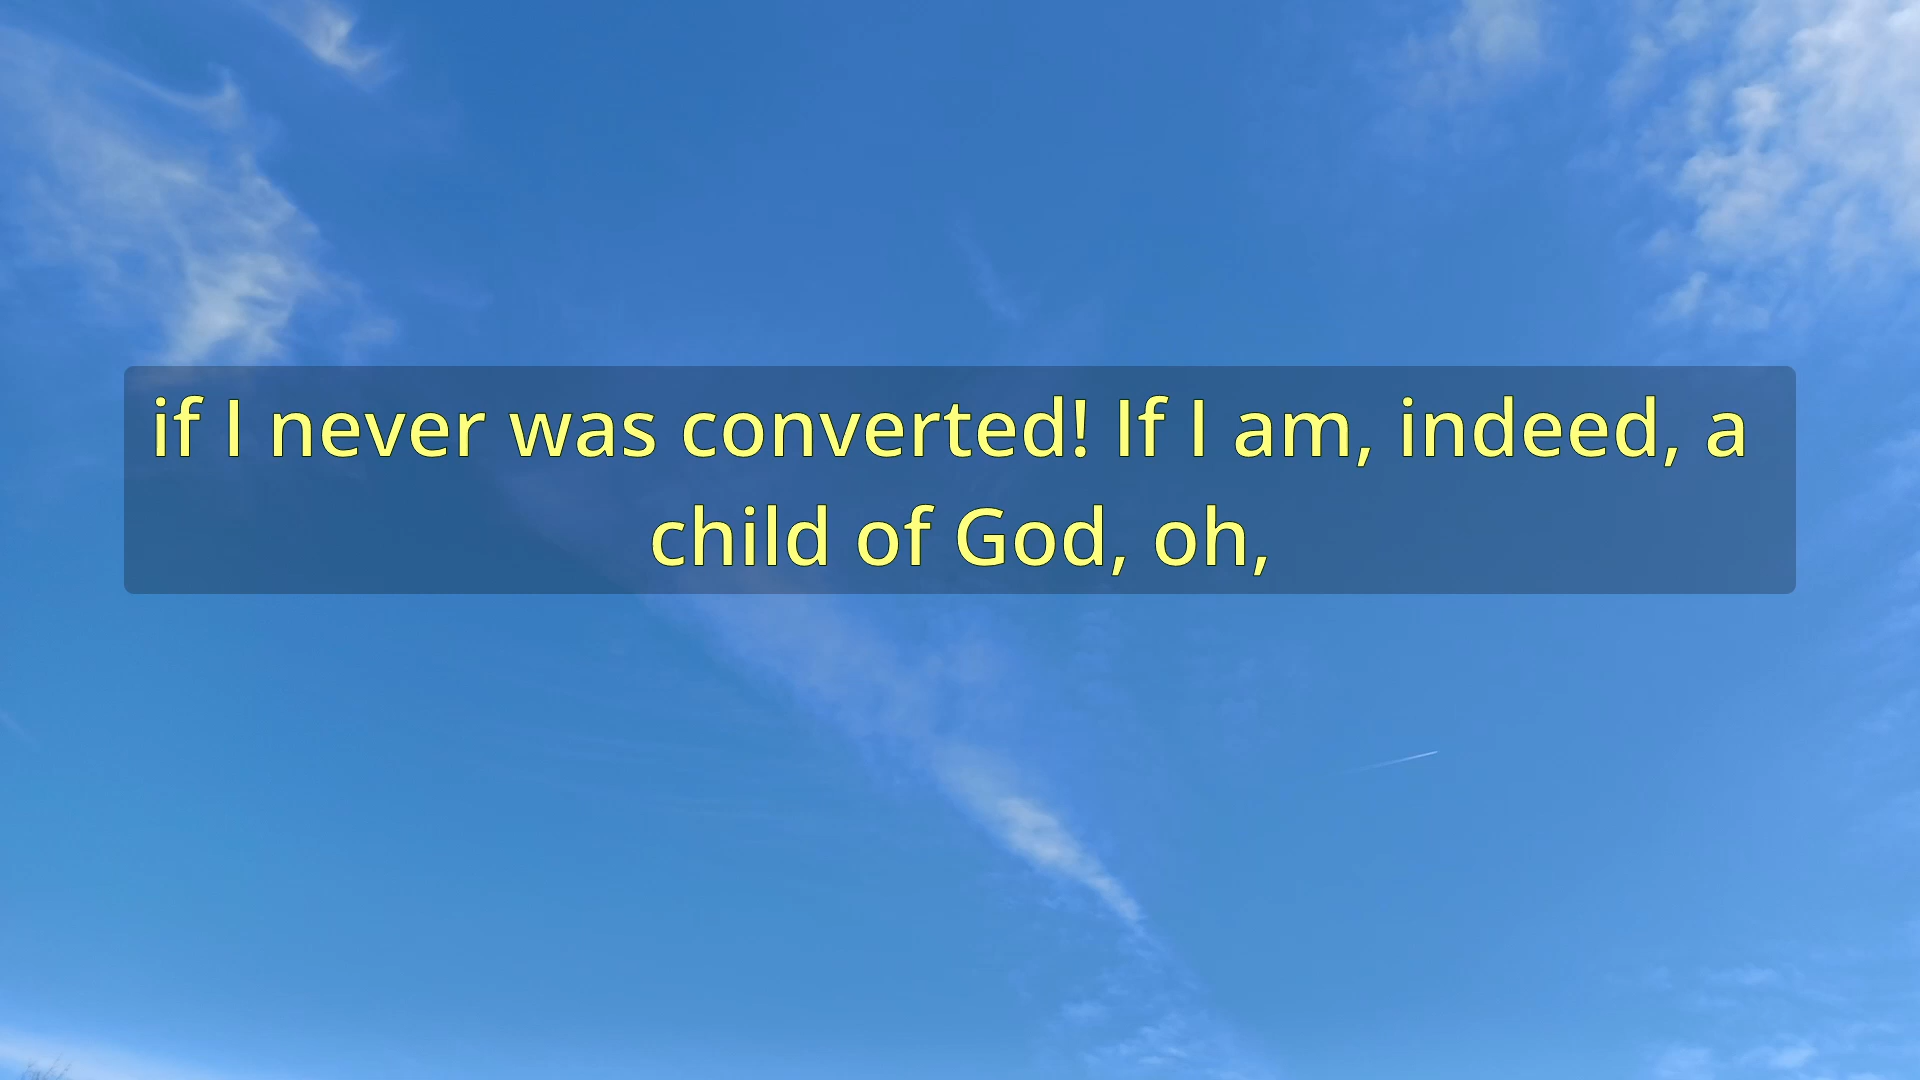 if I never was converted! If I am, indeed, a
child of God, oh,